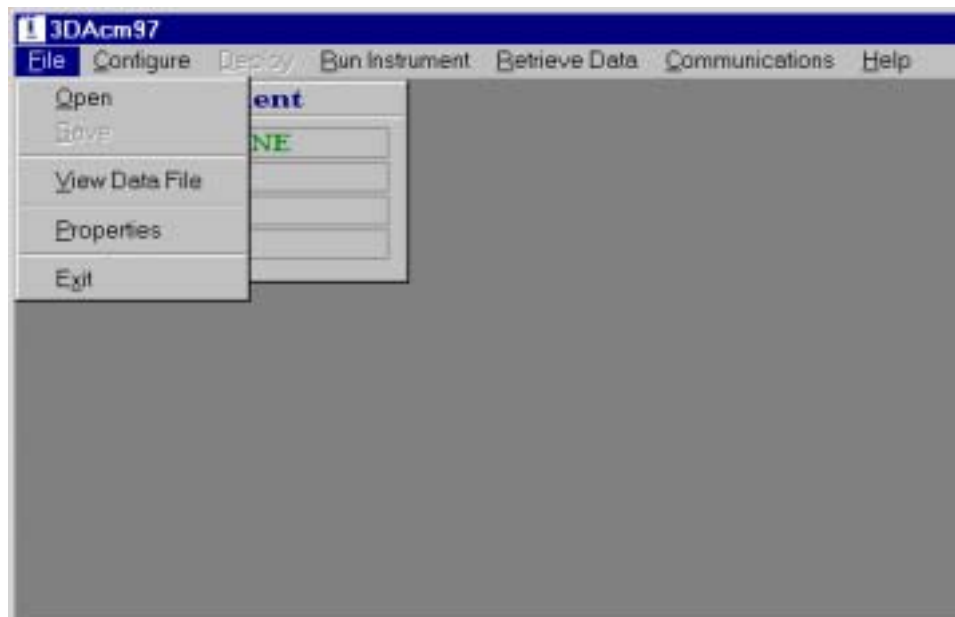 3DAcm97
File Configure Deploy Run Instrument Retrieve Data Communications Help
Open
ent
Save
NE
View Data File
Properties
Exit